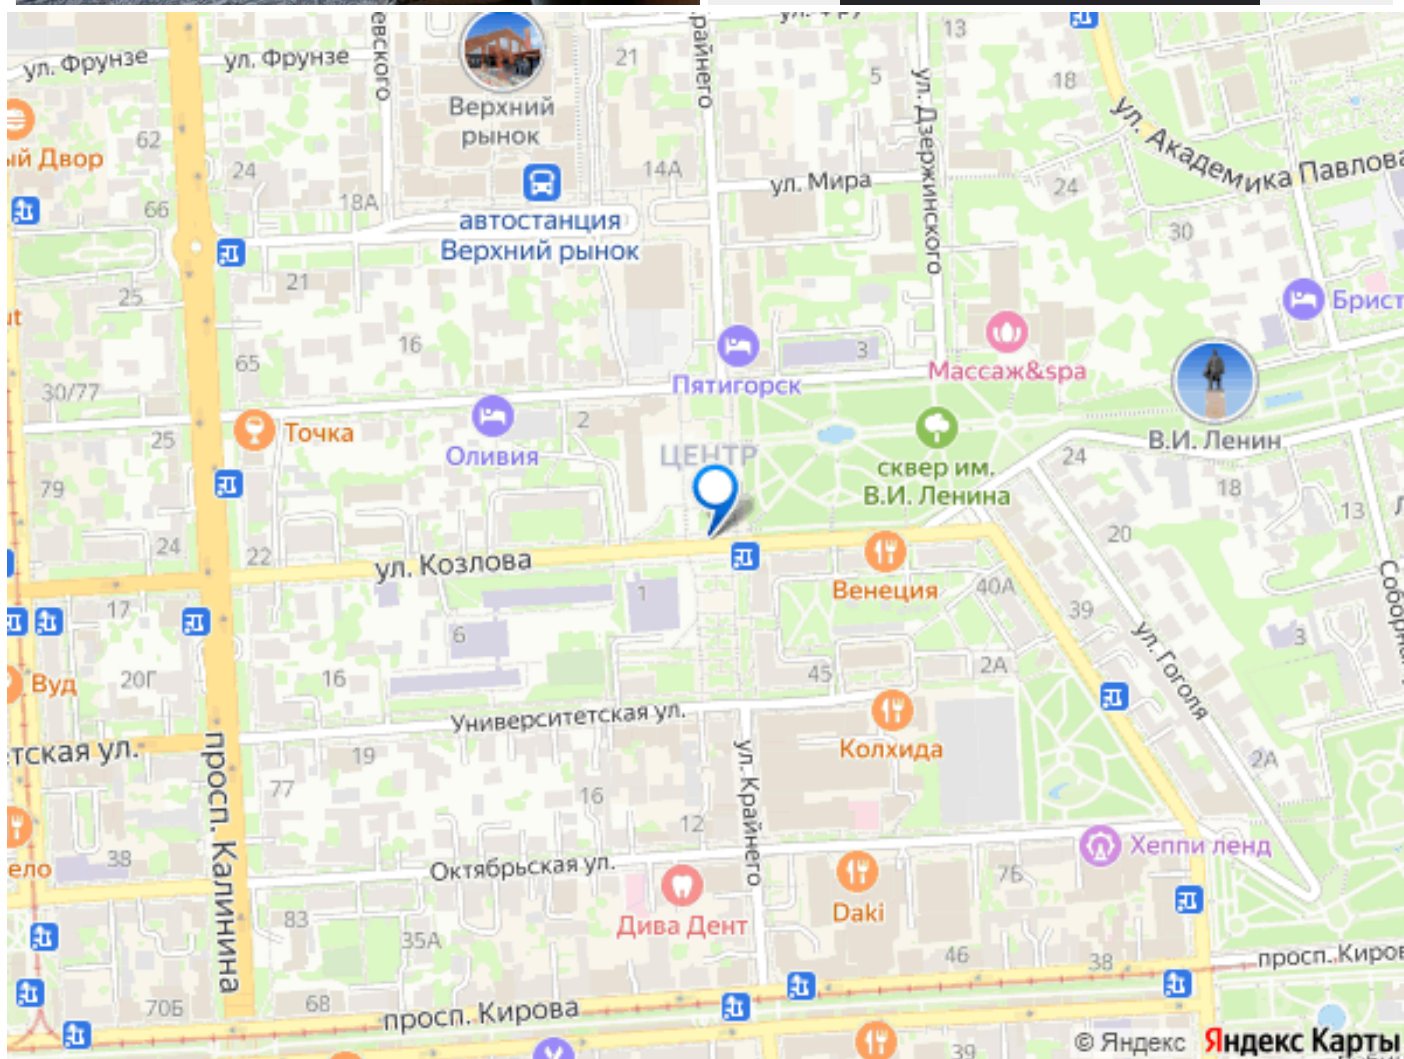 ул. Фрунзе
ул. Фрунзе
21
13
5
18
ул. Академика Павлова
Верхний
рынок
62
ый Двор
24
14А
ул. Мира
ул. Дзержинского
24
66
18А
автостанция
Верхний рынок
30
25
21
Брист
16
65
3
Пятигорск
Массаж&spa
30/77
25
Точка
2
Оливия
ЦЕНТР
сквер им.
В.И. Ленина
В.И. Ленин
24
18
79
13
24
22
ул. Козлова
20
17
1
Венеция
40А
39
6
3
ул. Гоголя
Вуд
20Г
16
45
2А
Университетская ул.
тская ул.
просп. Калинина
19
Колхида
2А
77
16
ул. Крайнего
12
38
Октябрьская ул.
7Б
Хеппи ленд
ело
Дива Дент
Daki
83
35А
46
38
просп. Киров
70Б
68
просп. Кирова
39
© Яндекс Яндекс Карты